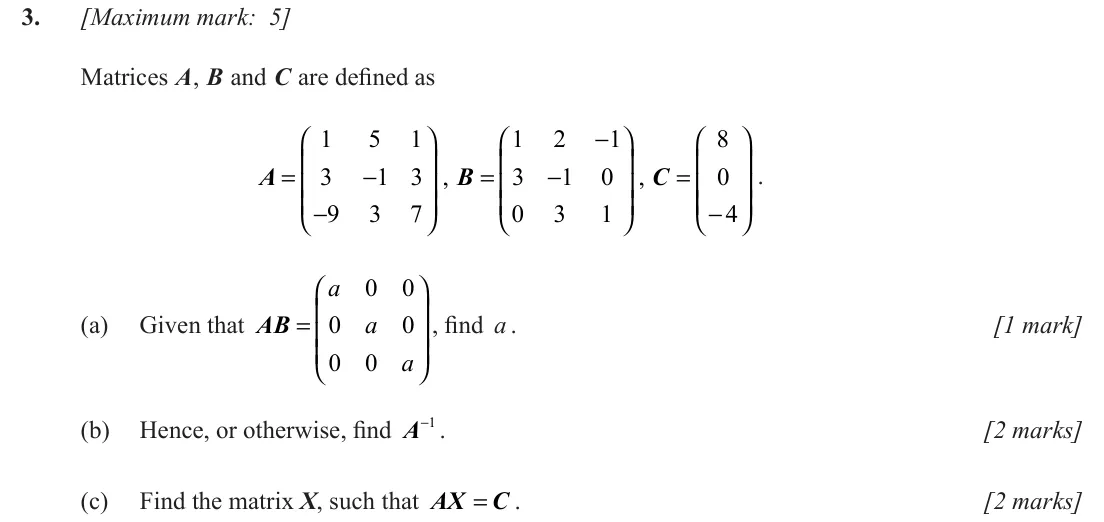 3. [Maximum mark: 5]
Matrices A, B and C are defined as
A = ( 1 5 1 ; 3 −1 3 ; −9 3 7 ), B = ( 1 2 −1 ; 3 −1 0 ; 0 3 1 ), C = ( 8 ; 0 ; −4 ).
(a) Given that AB = ( a 0 0 ; 0 a 0 ; 0 0 a ), find a. [1 mark]
(b) Hence, or otherwise, find A⁻¹. [2 marks]
(c) Find the matrix X, such that AX = C. [2 marks]